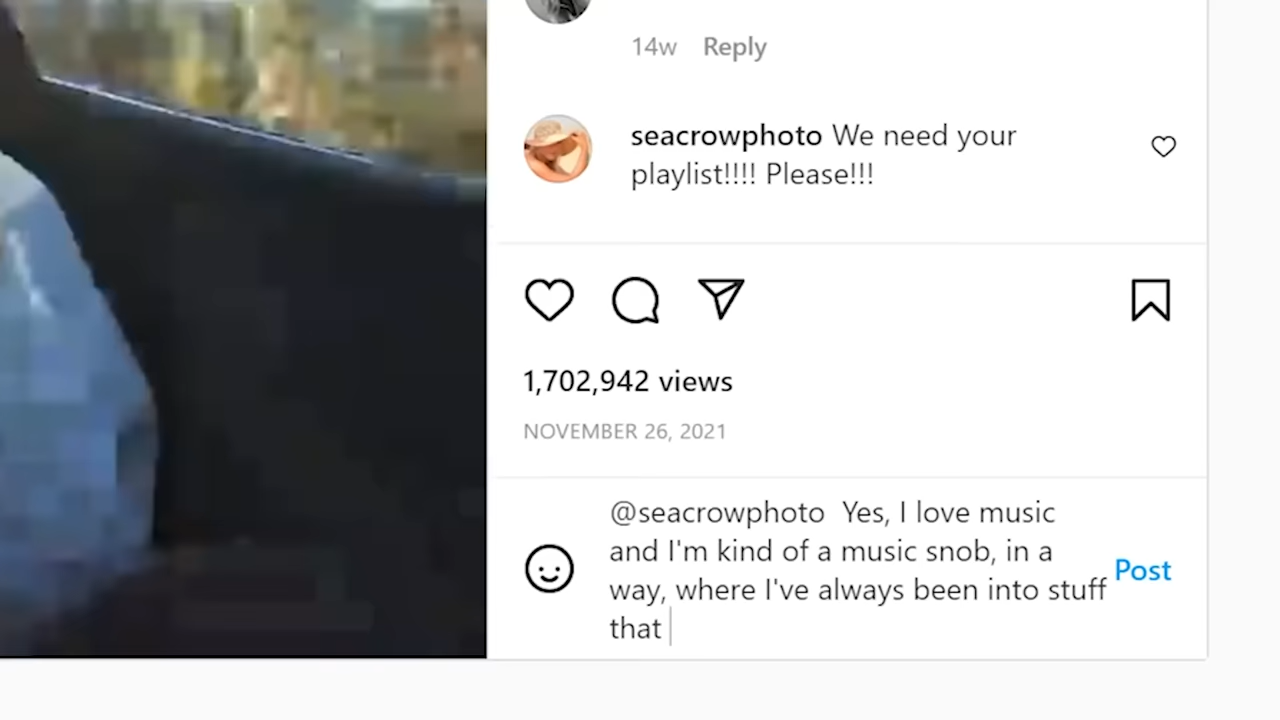 14w Reply
seacrowphoto We need your
playlist!!!! Please!!!
1,702,942 views
NOVEMBER 26, 2021
@seacrowphoto Yes, I love music
and I'm kind of a music snob, in a
way, where I've always been into stuff
that
Post